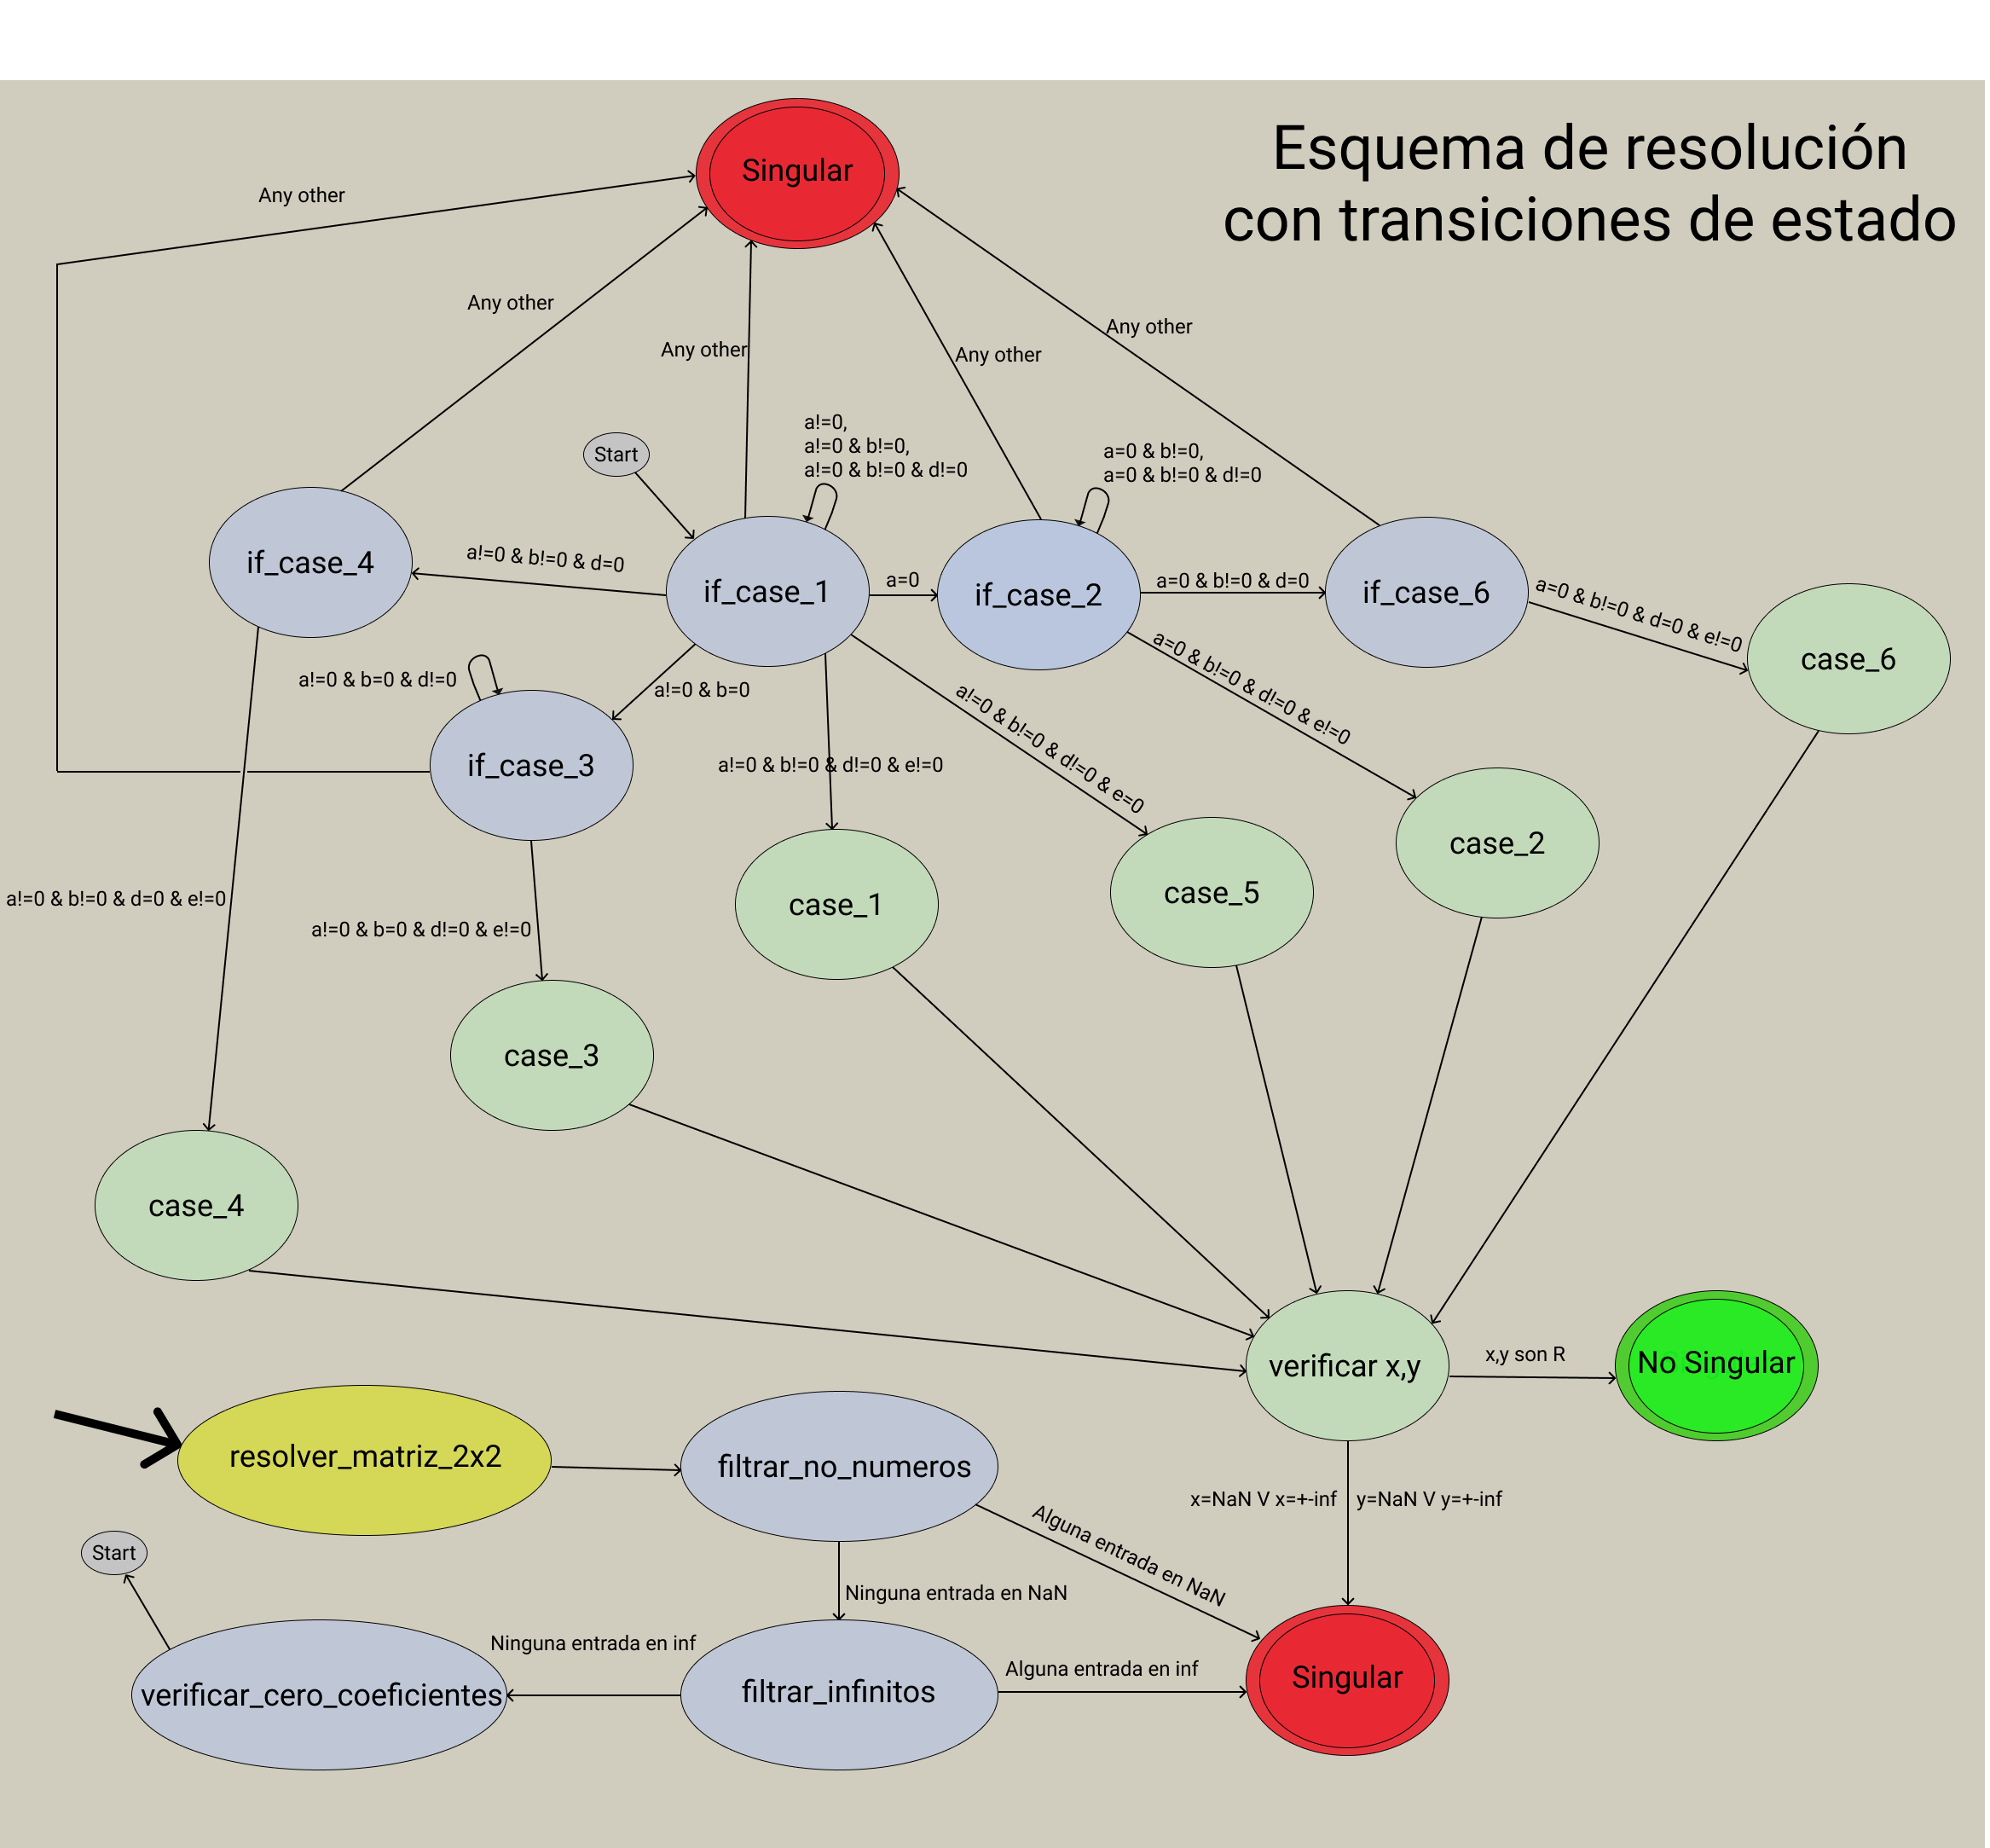 Esquema de resolución
con transiciones de estado
Singular
Any other
Any other
Any other
Any other
Any other
a!=0,
a!=0 & b!=0,
a!=0 & b!=0 & d!=0
a=0 & b!=0,
a=0 & b!=0 & d!=0
Start
if_case_4
a!=0 & b!=0 & d=0
if_case_1
a=0
if_case_2
a=0 & b!=0 & d=0
if_case_6
a=0 & b!=0 & d=0 & e!=0
case_6
a!=0 & b=0 & d!=0
a!=0 & b=0
a!=0 & b!=0 & d!=0 & e=0
a=0 & b!=0 & d!=0 & e!=0
if_case_3
a!=0 & b!=0 & d!=0 & e!=0
case_2
a!=0 & b!=0 & d=0 & e!=0
a!=0 & b=0 & d!=0 & e!=0
case_1
case_5
case_3
case_4
verificar x,y
x,y son R
No Singular
resolver_matriz_2x2
filtrar_no_numeros
x=NaN V x=+-inf
y=NaN V y=+-inf
Alguna entrada en NaN
Start
Ninguna entrada en NaN
Ninguna entrada en inf
Alguna entrada en inf
verificar_cero_coeficientes
filtrar_infinitos
Singular